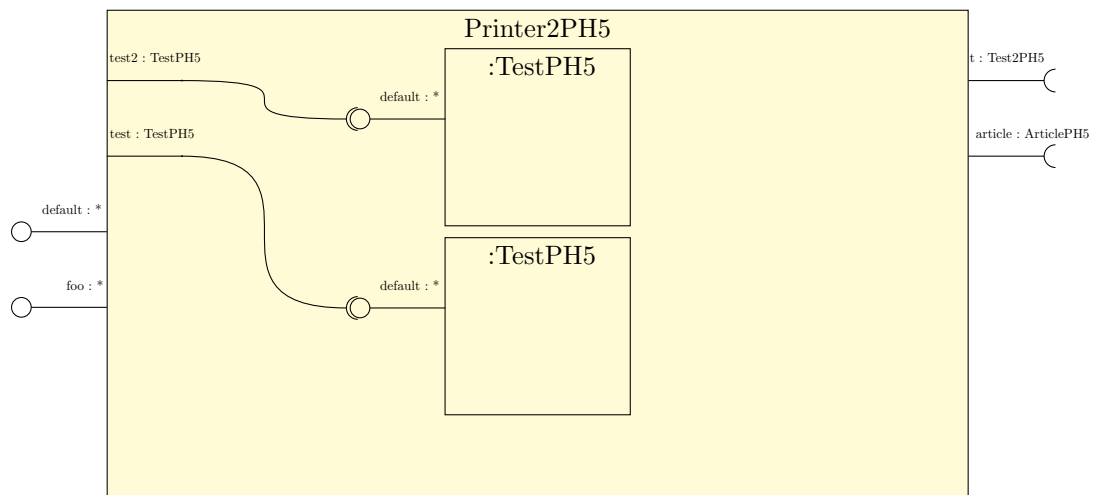 Printer2PH5
test2 : TestPH5
:TestPH5
t : Test2PH5
default : *
test : TestPH5
article : ArticlePH5
default : *
:TestPH5
foo : *
default : *